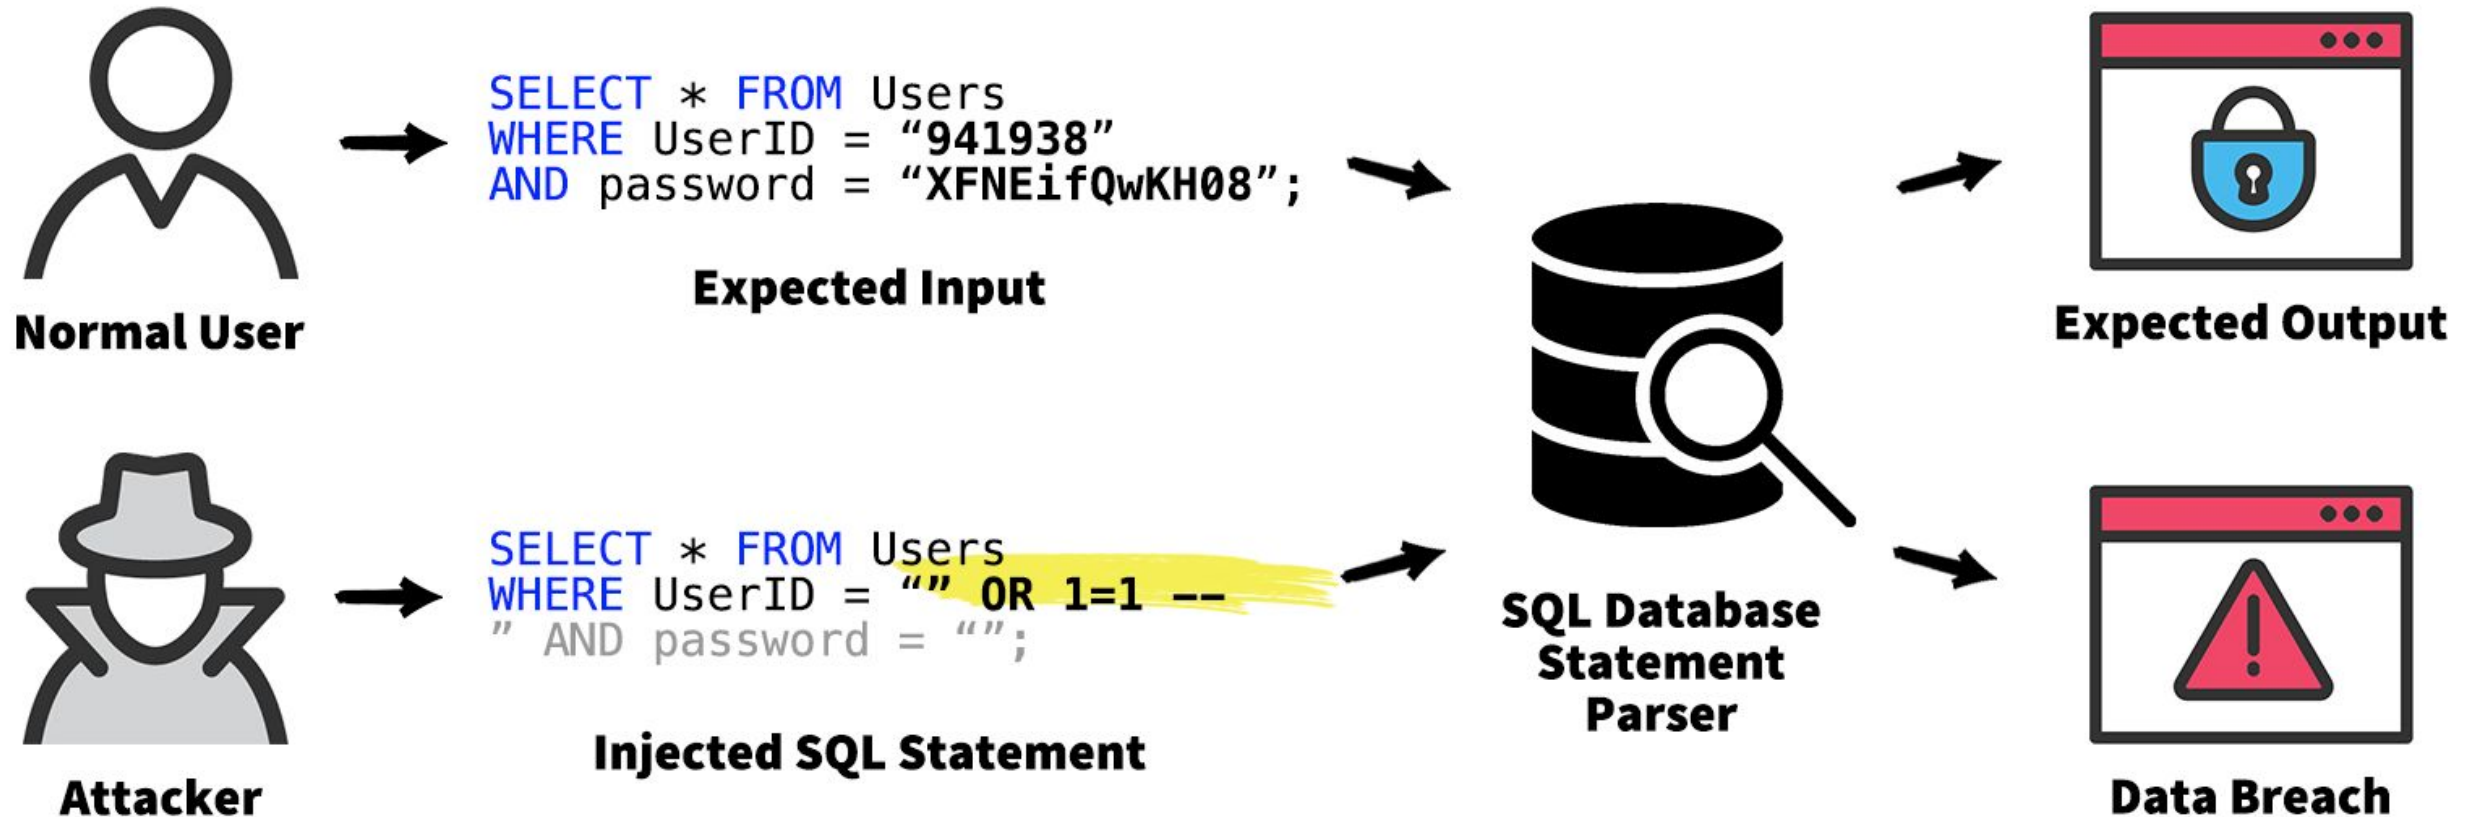 SELECT * FROM Users
WHERE UserID = “941938”
AND password = “XFNEifQwKH08”;
Expected Input
Normal User
Expected Output
SELECT * FROM Users
WHERE UserID = “” OR 1=1 --
” AND password = “”;
Injected SQL Statement
Attacker
SQL Database
Statement
Parser
Data Breach